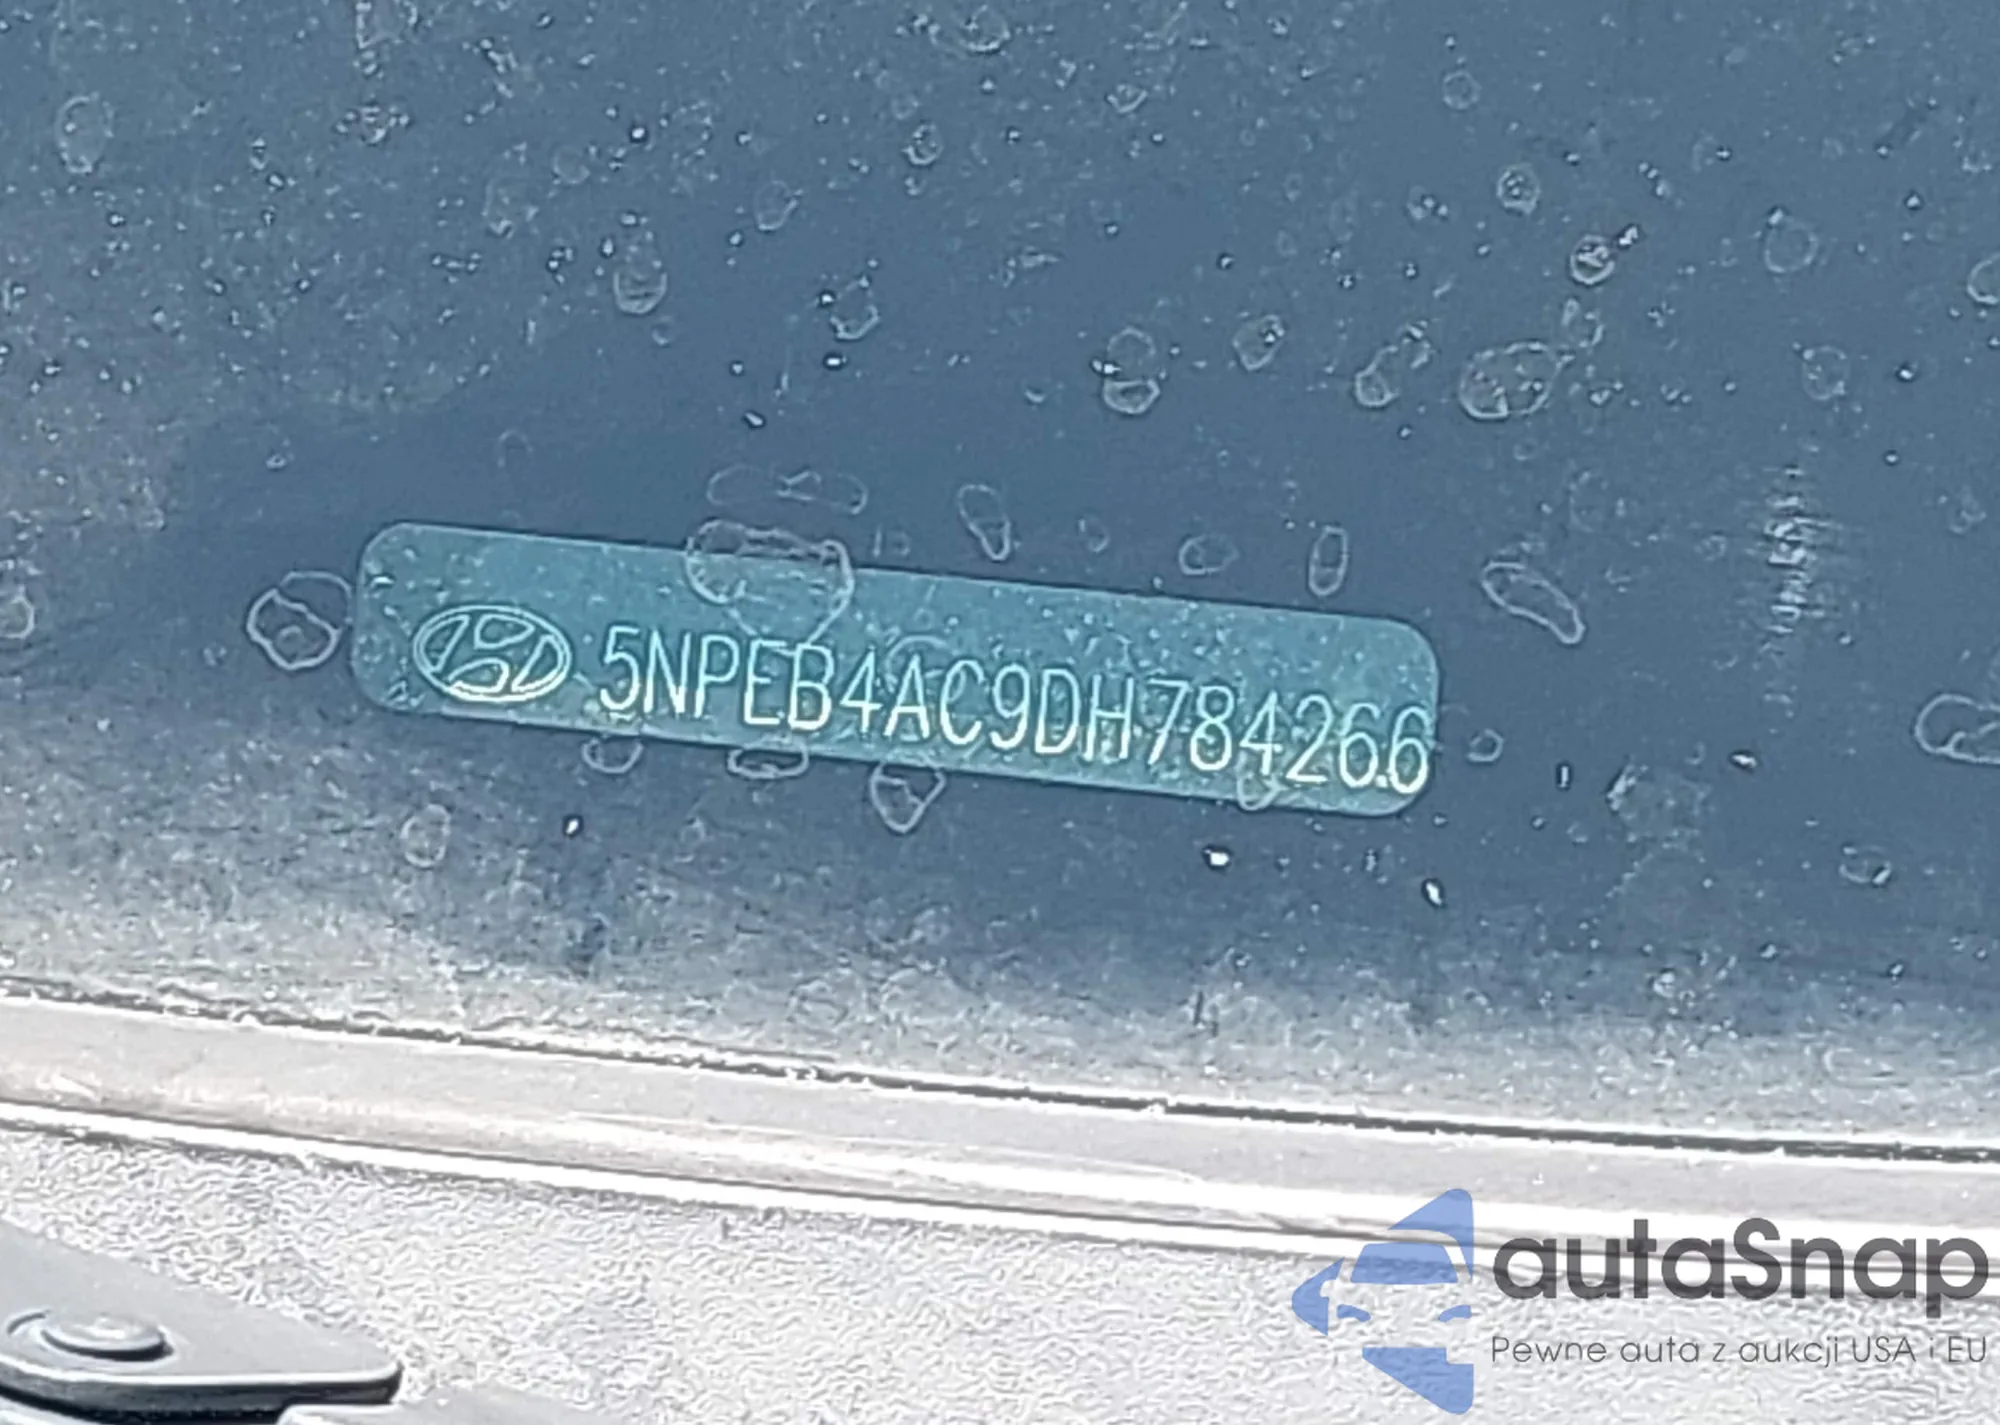 5NPEB4AC9DH784266
autaSnap
Pewne auta z aukcji USA i EU